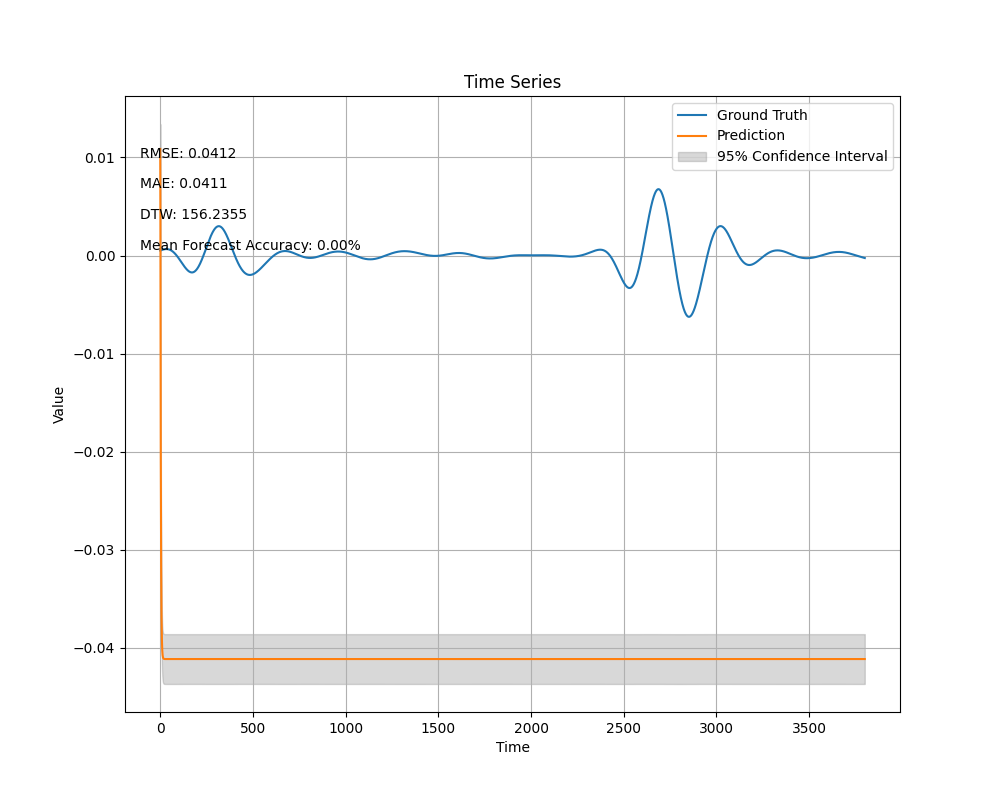 Time Series
Ground Truth
Prediction
95% Confidence Interval
RMSE: 0.0412
MAE: 0.0411
DTW: 156.2355
Mean Forecast Accuracy: 0.00%
0.01
0.00
−0.01
−0.02
−0.03
−0.04
Value
0 500 1000 1500 2000 2500 3000 3500
Time